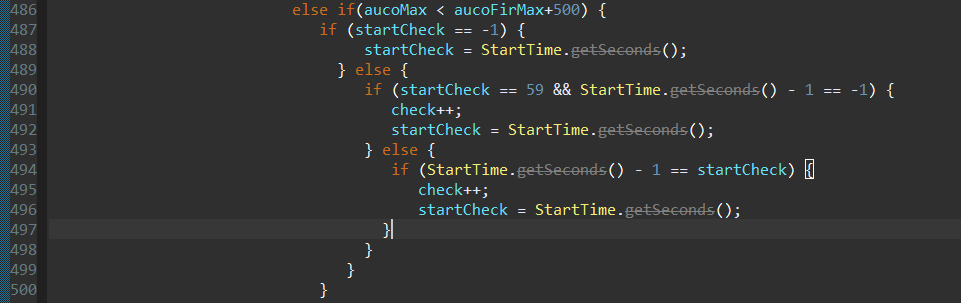 486 else if(aucoMax < aucoFirMax+500) {
487 if (startCheck == -1) {
488 startCheck = StartTime.getSeconds();
489 } else {
490 if (startCheck == 59 && StartTime.getSeconds() - 1 == -1) {
491 check++;
492 startCheck = StartTime.getSeconds();
493 } else {
494 if (StartTime.getSeconds() - 1 == startCheck) {
495 check++;
496 startCheck = StartTime.getSeconds();
497 }
498 }
499 }
500 }